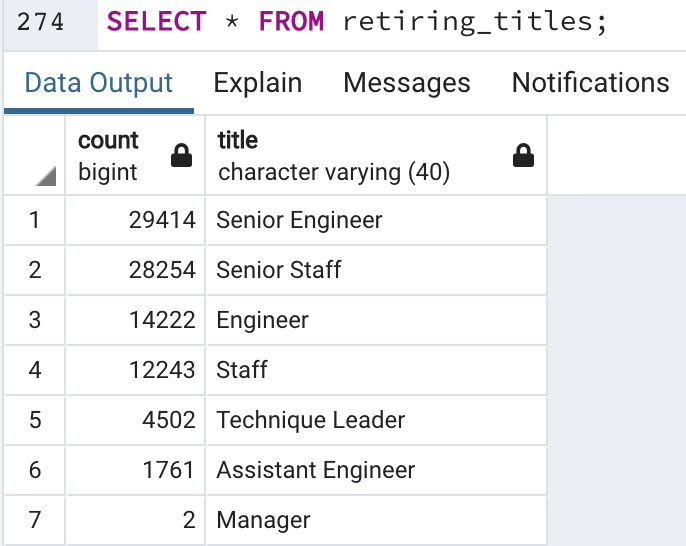 274 SELECT * FROM retiring_titles;
Data Output Explain Messages Notifications
count title
bigint character varying (40)
1 29414 Senior Engineer
2 28254 Senior Staff
3 14222 Engineer
4 12243 Staff
5 4502 Technique Leader
6 1761 Assistant Engineer
7 2 Manager